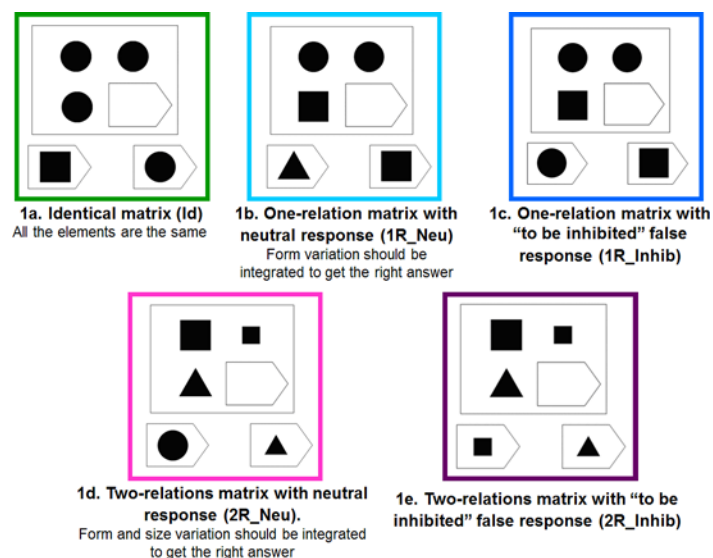 1a. Identical matrix (Id)
All the elements are the same
1b. One-relation matrix with
neutral response (1R_Neu)
Form variation should be
integrated to get the right answer
1c. One-relation matrix with
“to be inhibited” false
response (1R_Inhib)
1d. Two-relations matrix with neutral
response (2R_Neu).
Form and size variation should be integrated
to get the right answer
1e. Two-relations matrix with “to be
inhibited” false response (2R_Inhib)